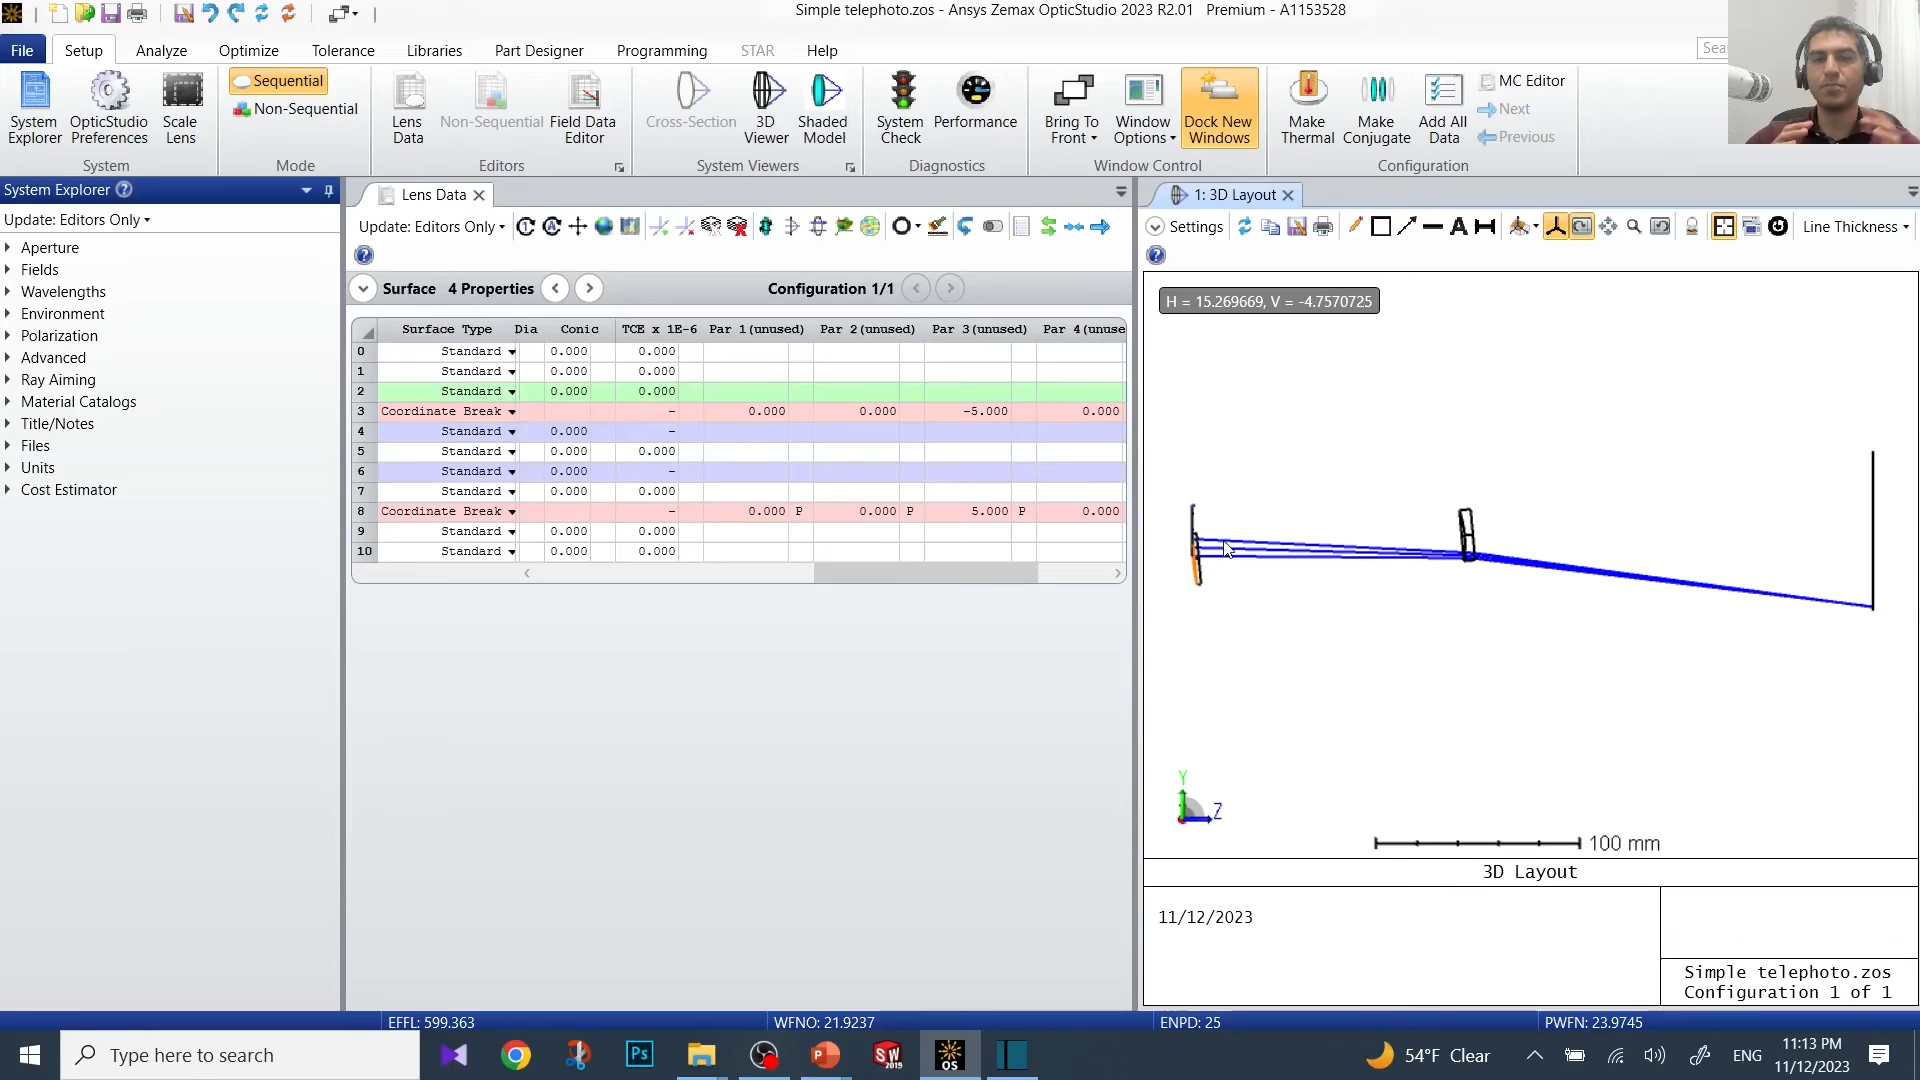 Simple telephoto.zos - Ansys Zemax OpticStudio 2023 R2.01 Premium - A1153528
File Setup Analyze Optimize Tolerance Libraries Part Designer Programming STAR Help
Sequential
Non-Sequential
System Explorer
OpticStudio Preferences
Scale Lens
Lens Data
Non-Sequential
Field Data Editor
Cross-Section
3D Viewer
Shaded Model
System Check
Performance
Bring To Front
Window Options
Dock New Windows
Make Thermal
Make Conjugate
Add All Data
MC Editor
Next
Previous
System Mode Editors System Viewers Diagnostics Window Control Configuration
System Explorer
Update: Editors Only
Aperture
Fields
Wavelengths
Environment
Polarization
Advanced
Ray Aiming
Material Catalogs
Title/Notes
Files
Units
Cost Estimator
Lens Data
Update: Editors Only
Surface 4 Properties Configuration 1/1
Surface Type Dia Conic TCE x 1E-6 Par 1(unused) Par 2(unused) Par 3(unused) Par 4(unuse
0 Standard 0.000 0.000
1 Standard 0.000 0.000
2 Standard 0.000 0.000
3 Coordinate Break - 0.000 0.000 -5.000 0.000
4 Standard 0.000 -
5 Standard 0.000 0.000
6 Standard 0.000 -
7 Standard 0.000 0.000
8 Coordinate Break - 0.000 P 0.000 P 5.000 P 0.000
9 Standard 0.000 0.000
10 Standard 0.000 0.000
1: 3D Layout
Settings
Line Thickness
H = 15.269669, V = -4.7570725
Y
Z
100 mm
3D Layout
11/12/2023
Simple telephoto.zos
Configuration 1 of 1
EFFL: 599.363 WFNO: 21.9237 ENPD: 25 PWFN: 23.9745
Type here to search
54°F Clear
ENG
11:13 PM
11/12/2023